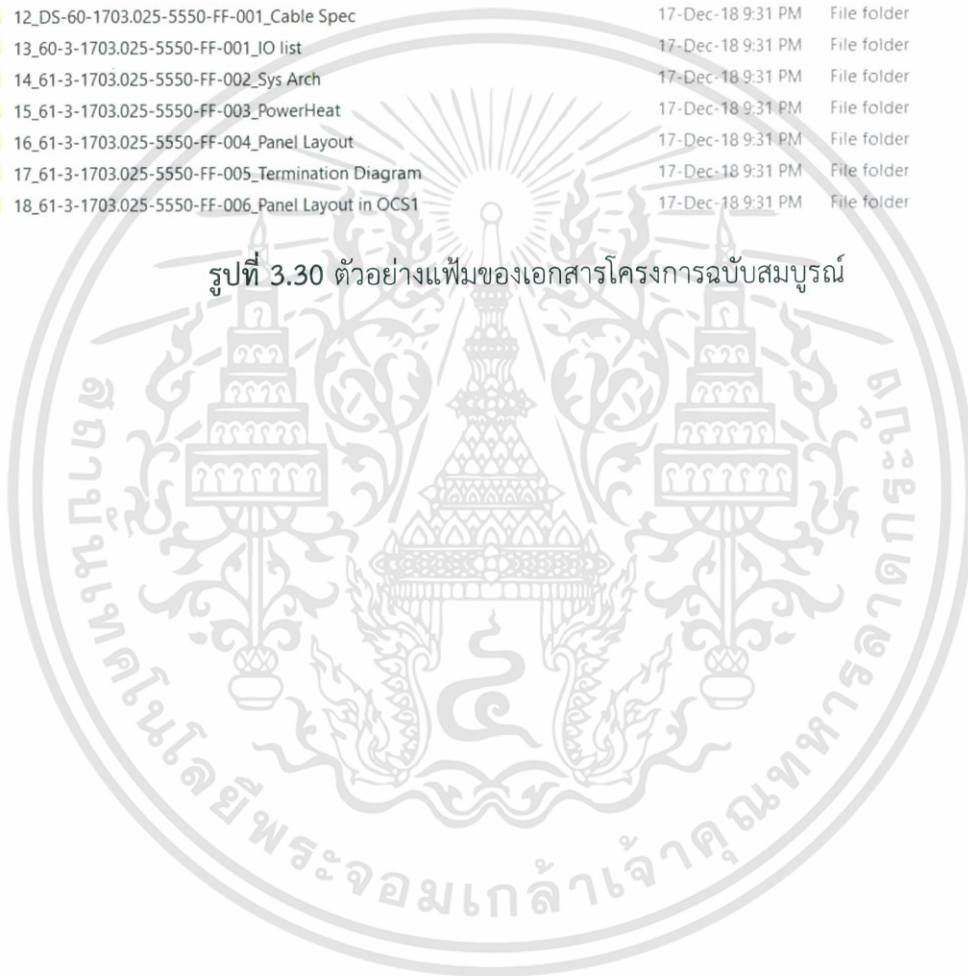 12_DS-60-1703.025-5550-FF-001_Cable Spec 17-Dec-18 9:31 PM File folder
13_60-3-1703.025-5550-FF-001_IO list 17-Dec-18 9:31 PM File folder
14_61-3-1703.025-5550-FF-002_Sys Arch 17-Dec-18 9:31 PM File folder
15_61-3-1703.025-5550-FF-003_PowerHeat 17-Dec-18 9:31 PM File folder
16_61-3-1703.025-5550-FF-004_Panel Layout 17-Dec-18 9:31 PM File folder
17_61-3-1703.025-5550-FF-005_Termination Diagram 17-Dec-18 9:31 PM File folder
18_61-3-1703.025-5550-FF-006_Panel Layout in OCS1 17-Dec-18 9:31 PM File folder
รูปที่ 3.30 ตัวอย่างแฟ้มของเอกสารโครงการฉบับสมบูรณ์
สถาบันเทคโนโลยีพระจอมเกล้าเจ้าคุณทหารลาดกระบัง
๔